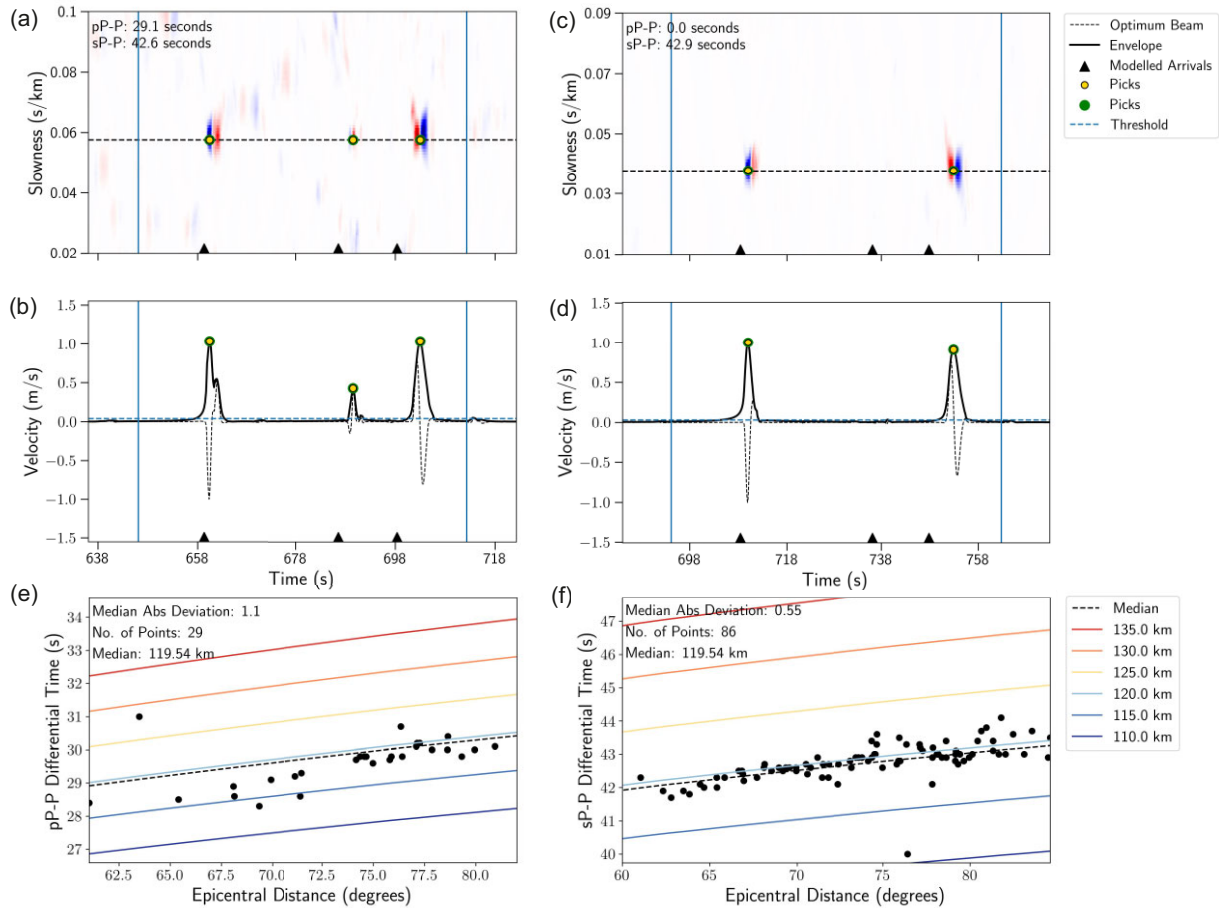 (a)
0.1
pP-P: 29.1 seconds
sP-P: 42.6 seconds
0.08
0.06
0.04
0.02
Slowness (s/km)
(c)
0.09
pP-P: 0.0 seconds
sP-P: 42.9 seconds
0.07
0.05
0.03
0.01
Slowness (s/km)
Optimum Beam
Envelope
Modelled Arrivals
Picks
Picks
Threshold
(b)
1.5
1.0
0.5
0.0
−0.5
−1.0
−1.5
Velocity (m/s)
638
658
678
698
718
Time (s)
(d)
1.5
1.0
0.5
0.0
−0.5
−1.0
−1.5
Velocity (m/s)
698
718
738
758
Time (s)
(e)
Median Abs Deviation: 1.1
No. of Points: 29
Median: 119.54 km
34
33
32
31
30
29
28
27
pP-P Differential Time (s)
62.5
65.0
67.5
70.0
72.5
75.0
77.5
80.0
Epicentral Distance (degrees)
(f)
Median Abs Deviation: 0.55
No. of Points: 86
Median: 119.54 km
47
46
45
44
43
42
41
40
sP-P Differential Time (s)
60
65
70
75
80
Epicentral Distance (degrees)
Median
135.0 km
130.0 km
125.0 km
120.0 km
115.0 km
110.0 km